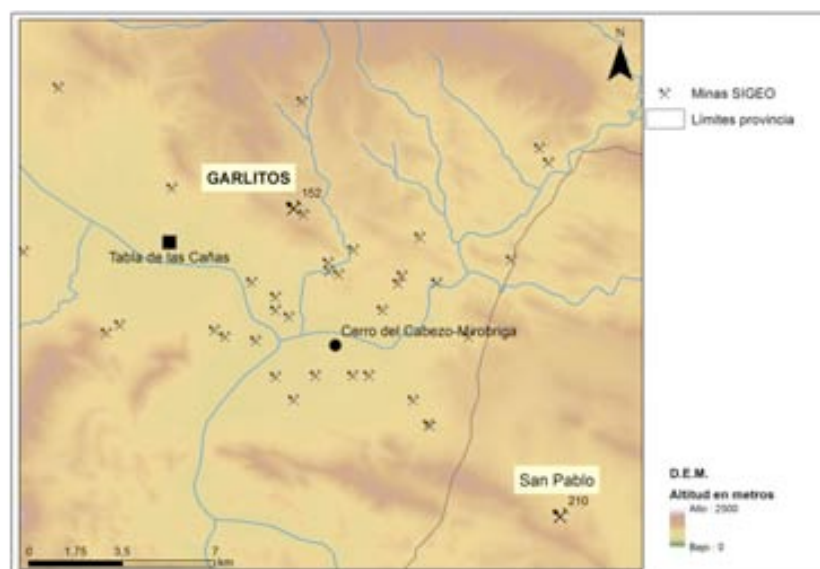 N
Minas SIGEO
Límites provincia
GARLITOS
152
Tabla de las Cañas
Cerro del Cabezo-Mirobriga
San Pablo
210
D.E.M.
Altitud en metros
Alto : 2500
Bajo : 0
0 1,75 3,5 7
km